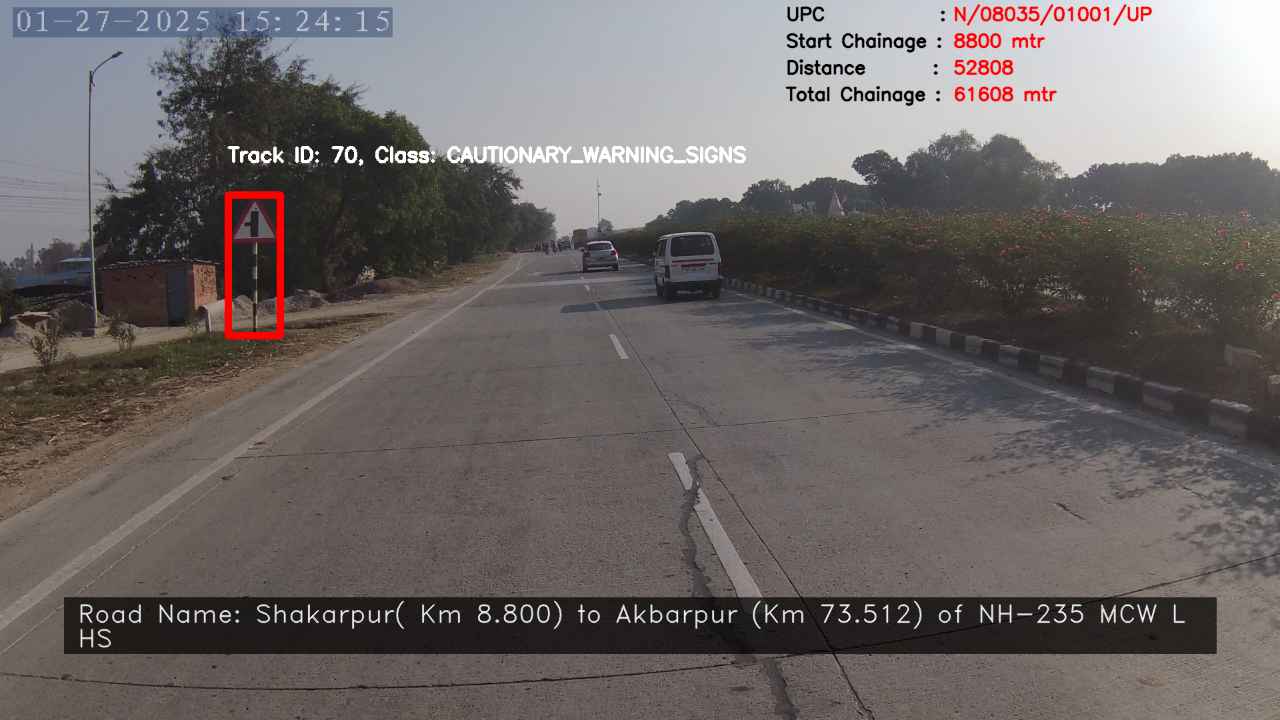 01-27-2025 15:24:15
UPC : N/08035/01001/UP
Start Chainage : 8800 mtr
Distance : 52808
Total Chainage : 61608 mtr
Track ID: 70, Class: CAUTIONARY_WARNING_SIGNS
Road Name: Shakarpur( Km 8.800) to Akbarpur (Km 73.512) of NH-235 MCW L
HS